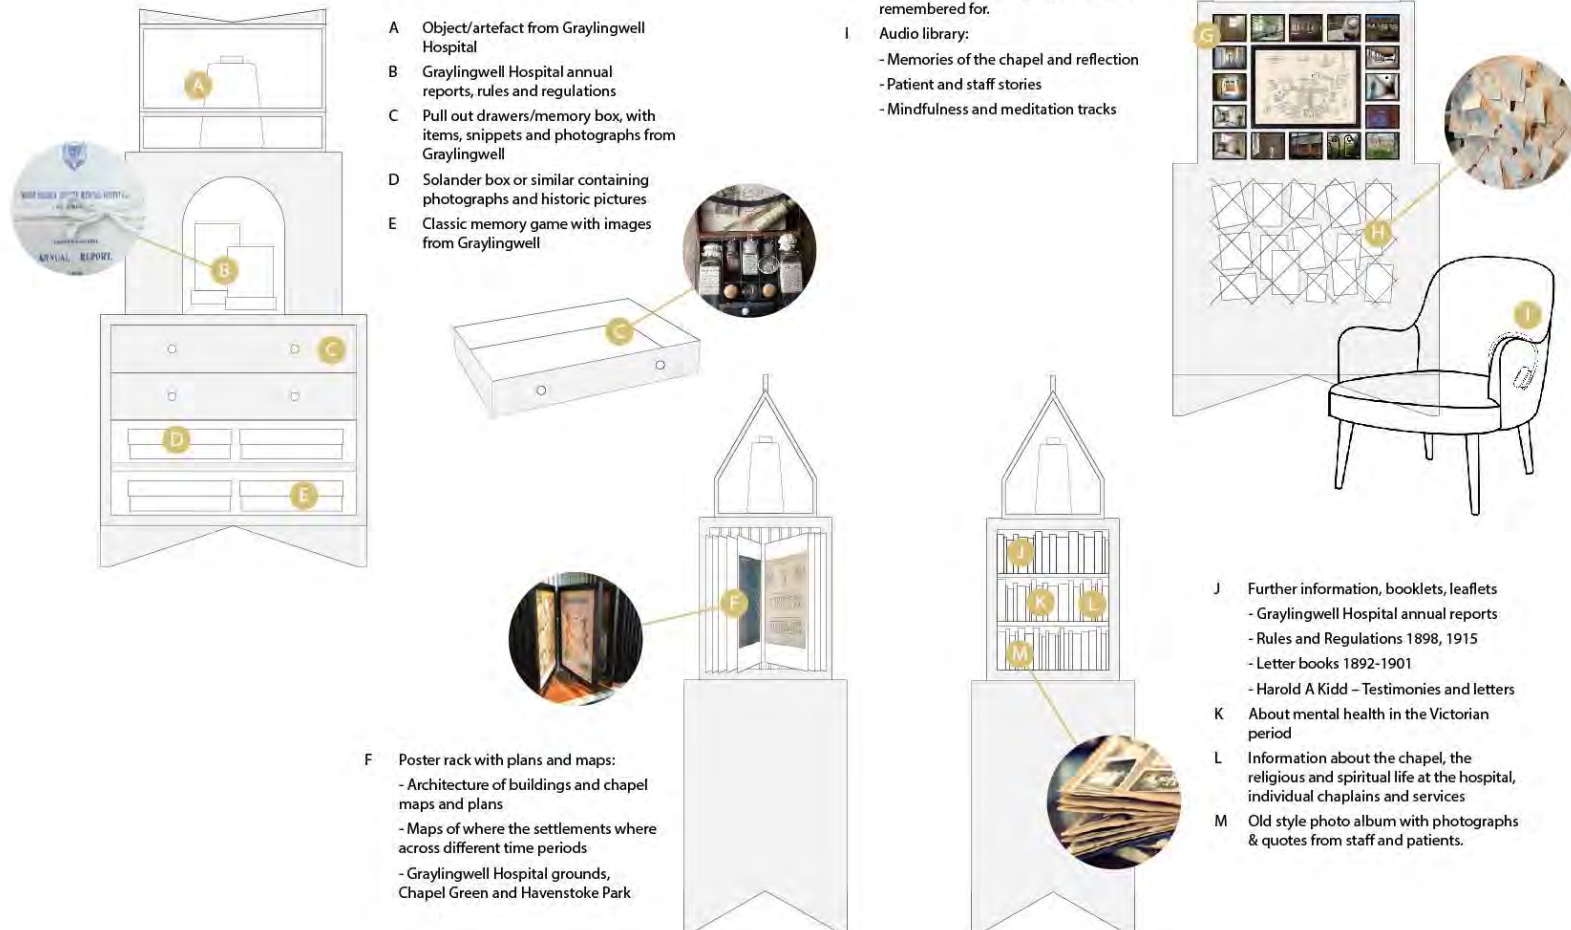 A Object/artefact from Graylingwell
Hospital
B Graylingwell Hospital annual
reports, rules and regulations
C Pull out drawers/memory box, with
items, snippets and photographs from
Graylingwell
D Solander box or similar containing
photographs and historic pictures
E Classic memory game with images
from Graylingwell
remembered for.
I Audio library:
- Memories of the chapel and reflection
- Patient and staff stories
- Mindfulness and meditation tracks
A
B
ANNUAL REPORT.
C
D
E
C
G
H
I
F
J
K
L
M
F Poster rack with plans and maps:
- Architecture of buildings and chapel
maps and plans
- Maps of where the settlements where
across different time periods
- Graylingwell Hospital grounds,
Chapel Green and Havenstoke Park
J Further information, booklets, leaflets
- Graylingwell Hospital annual reports
- Rules and Regulations 1898, 1915
- Letter books 1892-1901
- Harold A Kidd – Testimonies and letters
K About mental health in the Victorian
period
L Information about the chapel, the
religious and spiritual life at the hospital,
individual chaplains and services
M Old style photo album with photographs
& quotes from staff and patients.